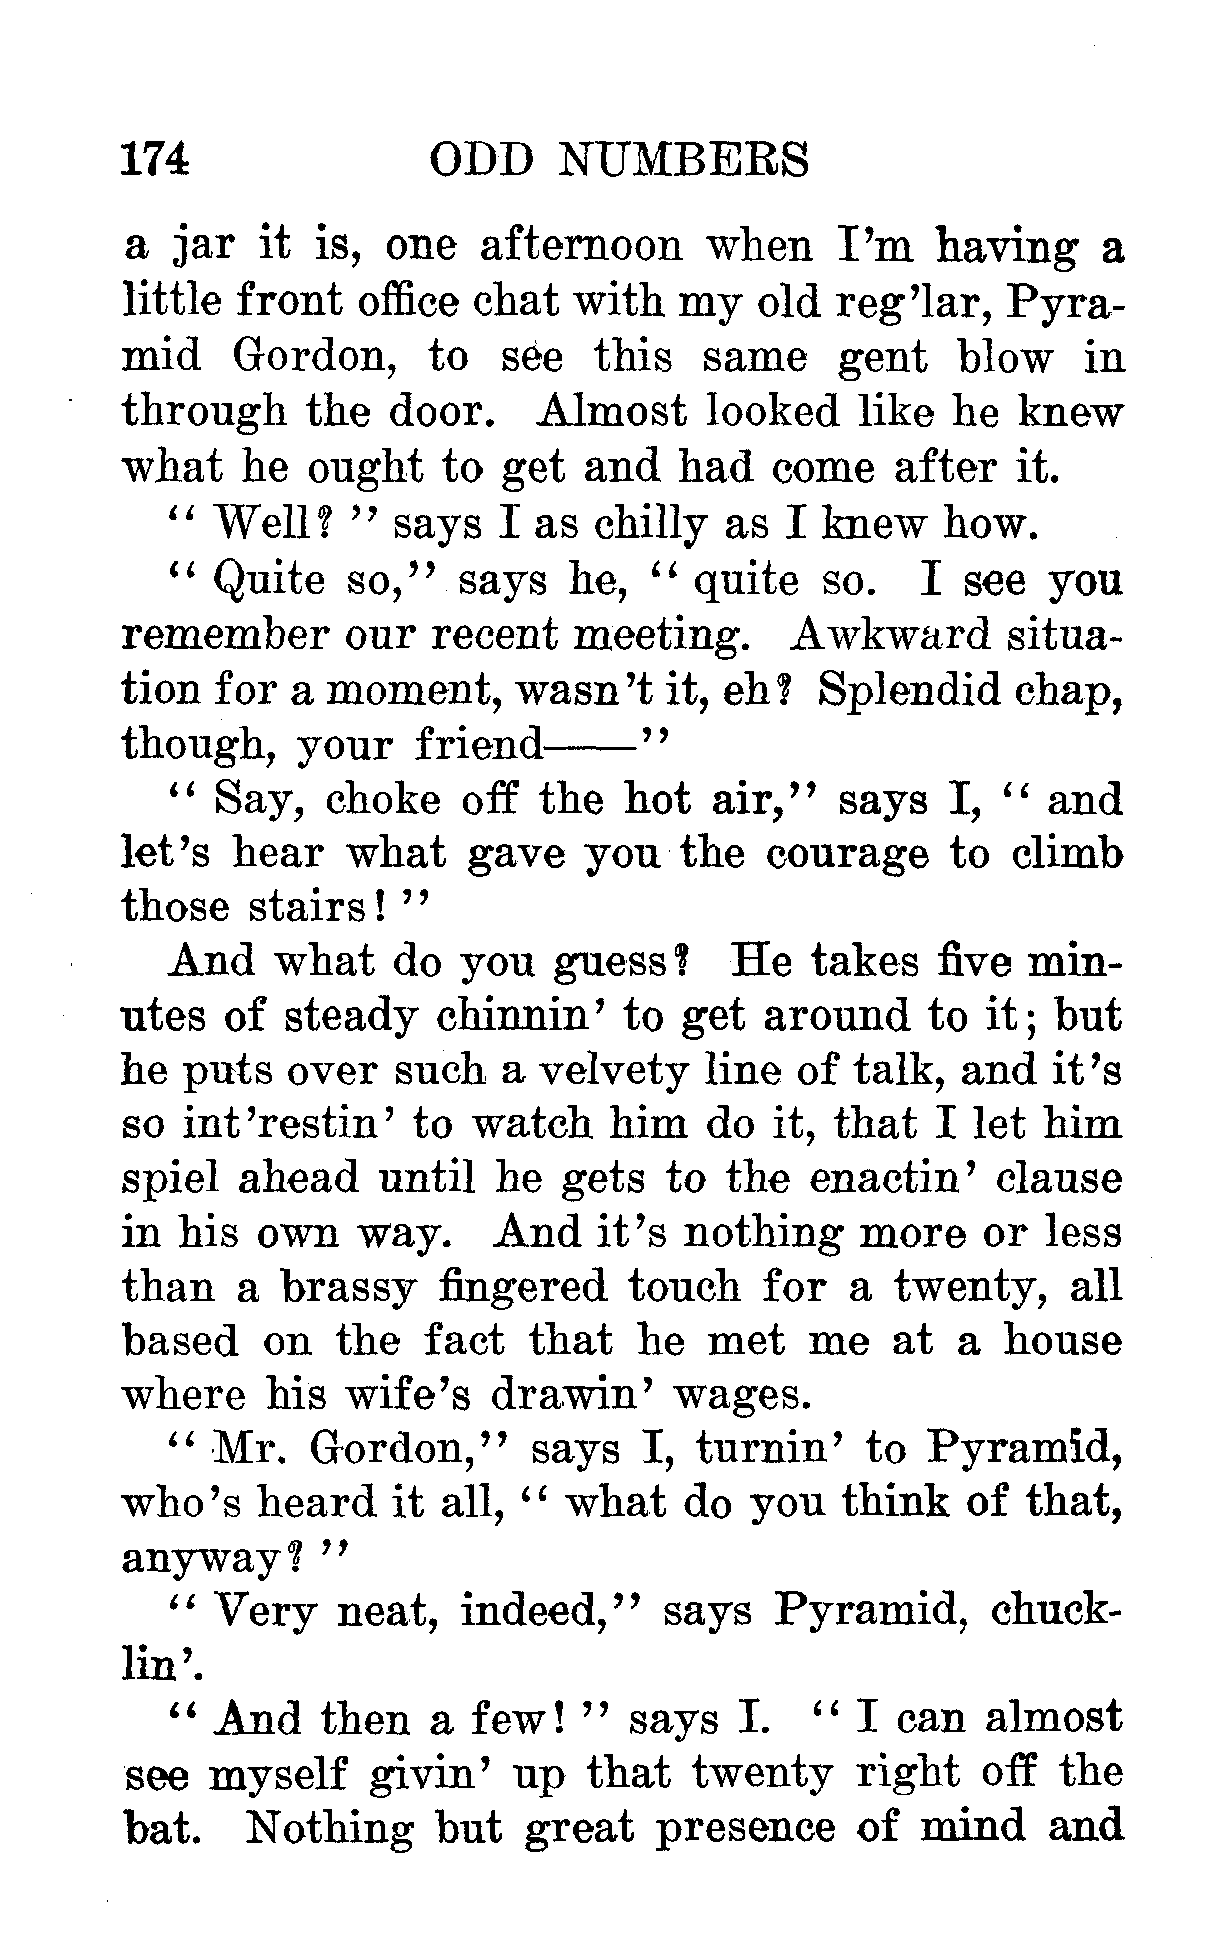 174 ODD NUMBERS
a jar it is, one afternoon when I'm having a
little front office chat with my old reg'lar, Pyra-
mid Gordon, to see this same gent blow in
through the door. Almost looked like he knew
what he ought to get and had come after it.
"Well?" says I as chilly as I knew how.
"Quite so," says he, "quite so. I see you
remember our recent meeting. Awkward situa-
tion for a moment, wasn't it, eh? Splendid chap,
though, your friend——"
"Say, choke off the hot air," says I, "and
let's hear what gave you the courage to climb
those stairs!"
And what do you guess? He takes five min-
utes of steady chinnin' to get around to it; but
he puts over such a velvety line of talk, and it's
so int'restin' to watch him do it, that I let him
spiel ahead until he gets to the enactin' clause
in his own way. And it's nothing more or less
than a brassy fingered touch for a twenty, all
based on the fact that he met me at a house
where his wife's drawin' wages.
"Mr. Gordon," says I, turnin' to Pyramid,
who's heard it all, "what do you think of that,
anyway?"
"Very neat, indeed," says Pyramid, chuck-
lin'.
"And then a few!" says I. "I can almost
see myself givin' up that twenty right off the
bat. Nothing but great presence of mind and